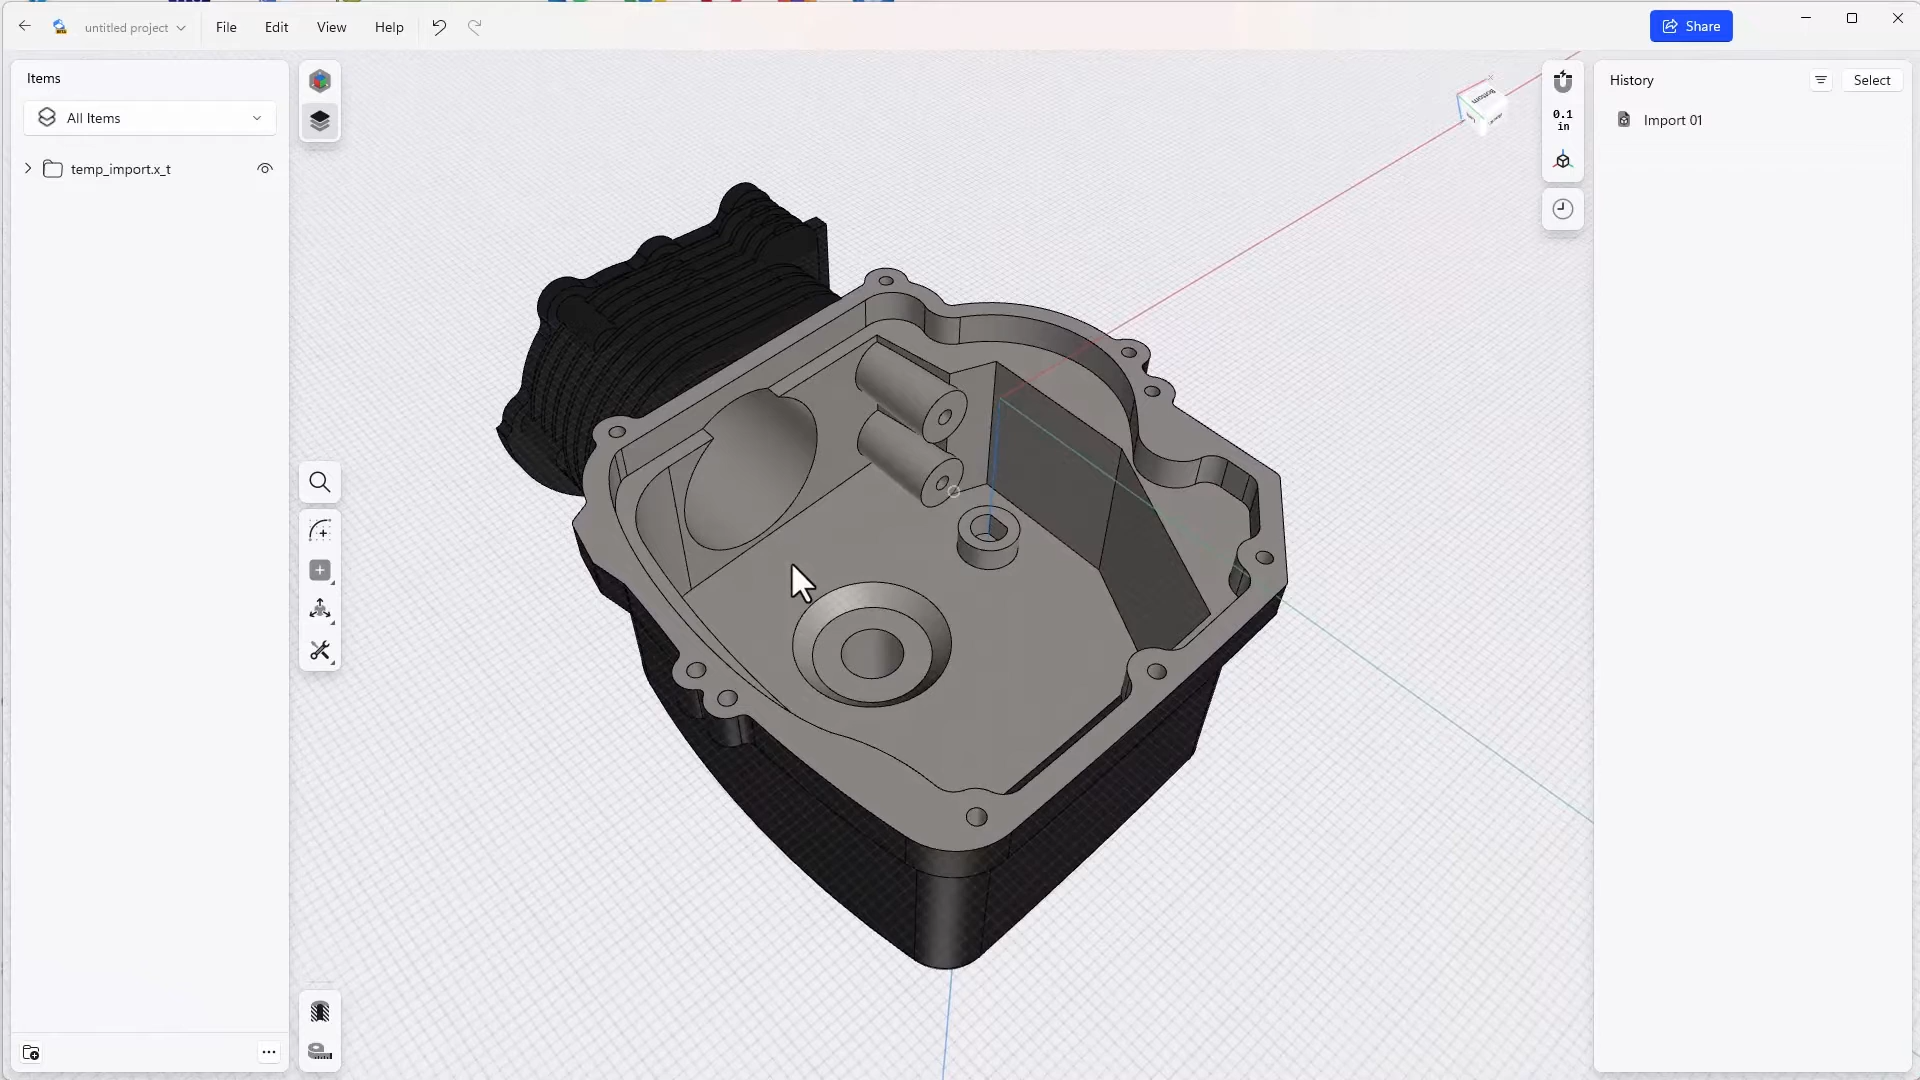 untitled project
File
Edit
View
Help
Share
Items
All Items
temp_import.x_t
Bottom
0.1
in
History
Select
Import 01